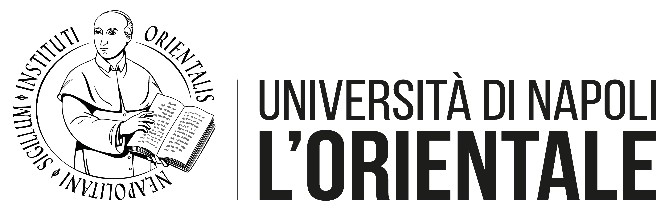 SIGILLUM • INSTITUTI ORIENTALIS NEAPOLITANI •
UNIVERSITÀ DI NAPOLI
L'ORIENTALE